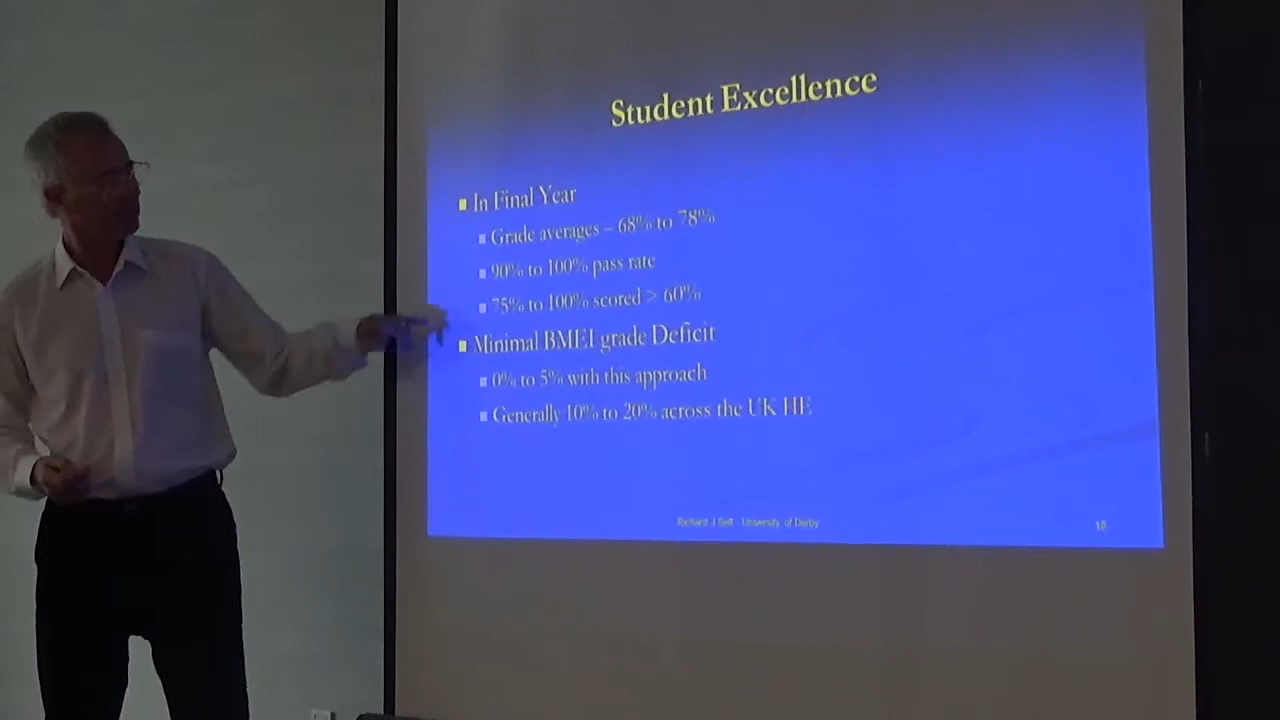 Student Excellence
In Final Year
Grade averages – 68% to 78%
90% to 100% pass rate
75% to 100% scored > 60%
Minimal BMEI grade Deficit
0% to 5% with this approach
Generally 10% to 20% across the UK HE
Richard J Self - University of Derby
18